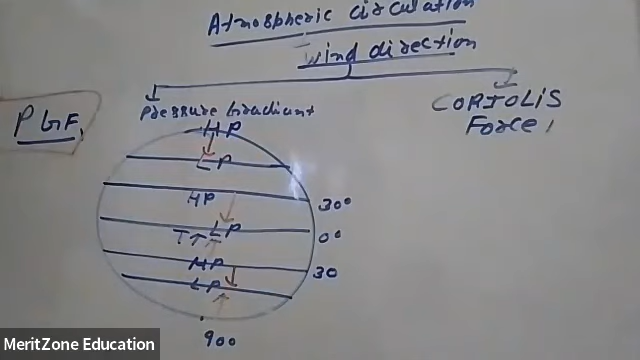 Atmospheric circulation
Wind direction
Pressure Gradiant
CORIOLIS
Force,
PGF,
HP
LP
HP
30°
LP
0°
T↑
HP
30
LP
90°
MeritZone Education